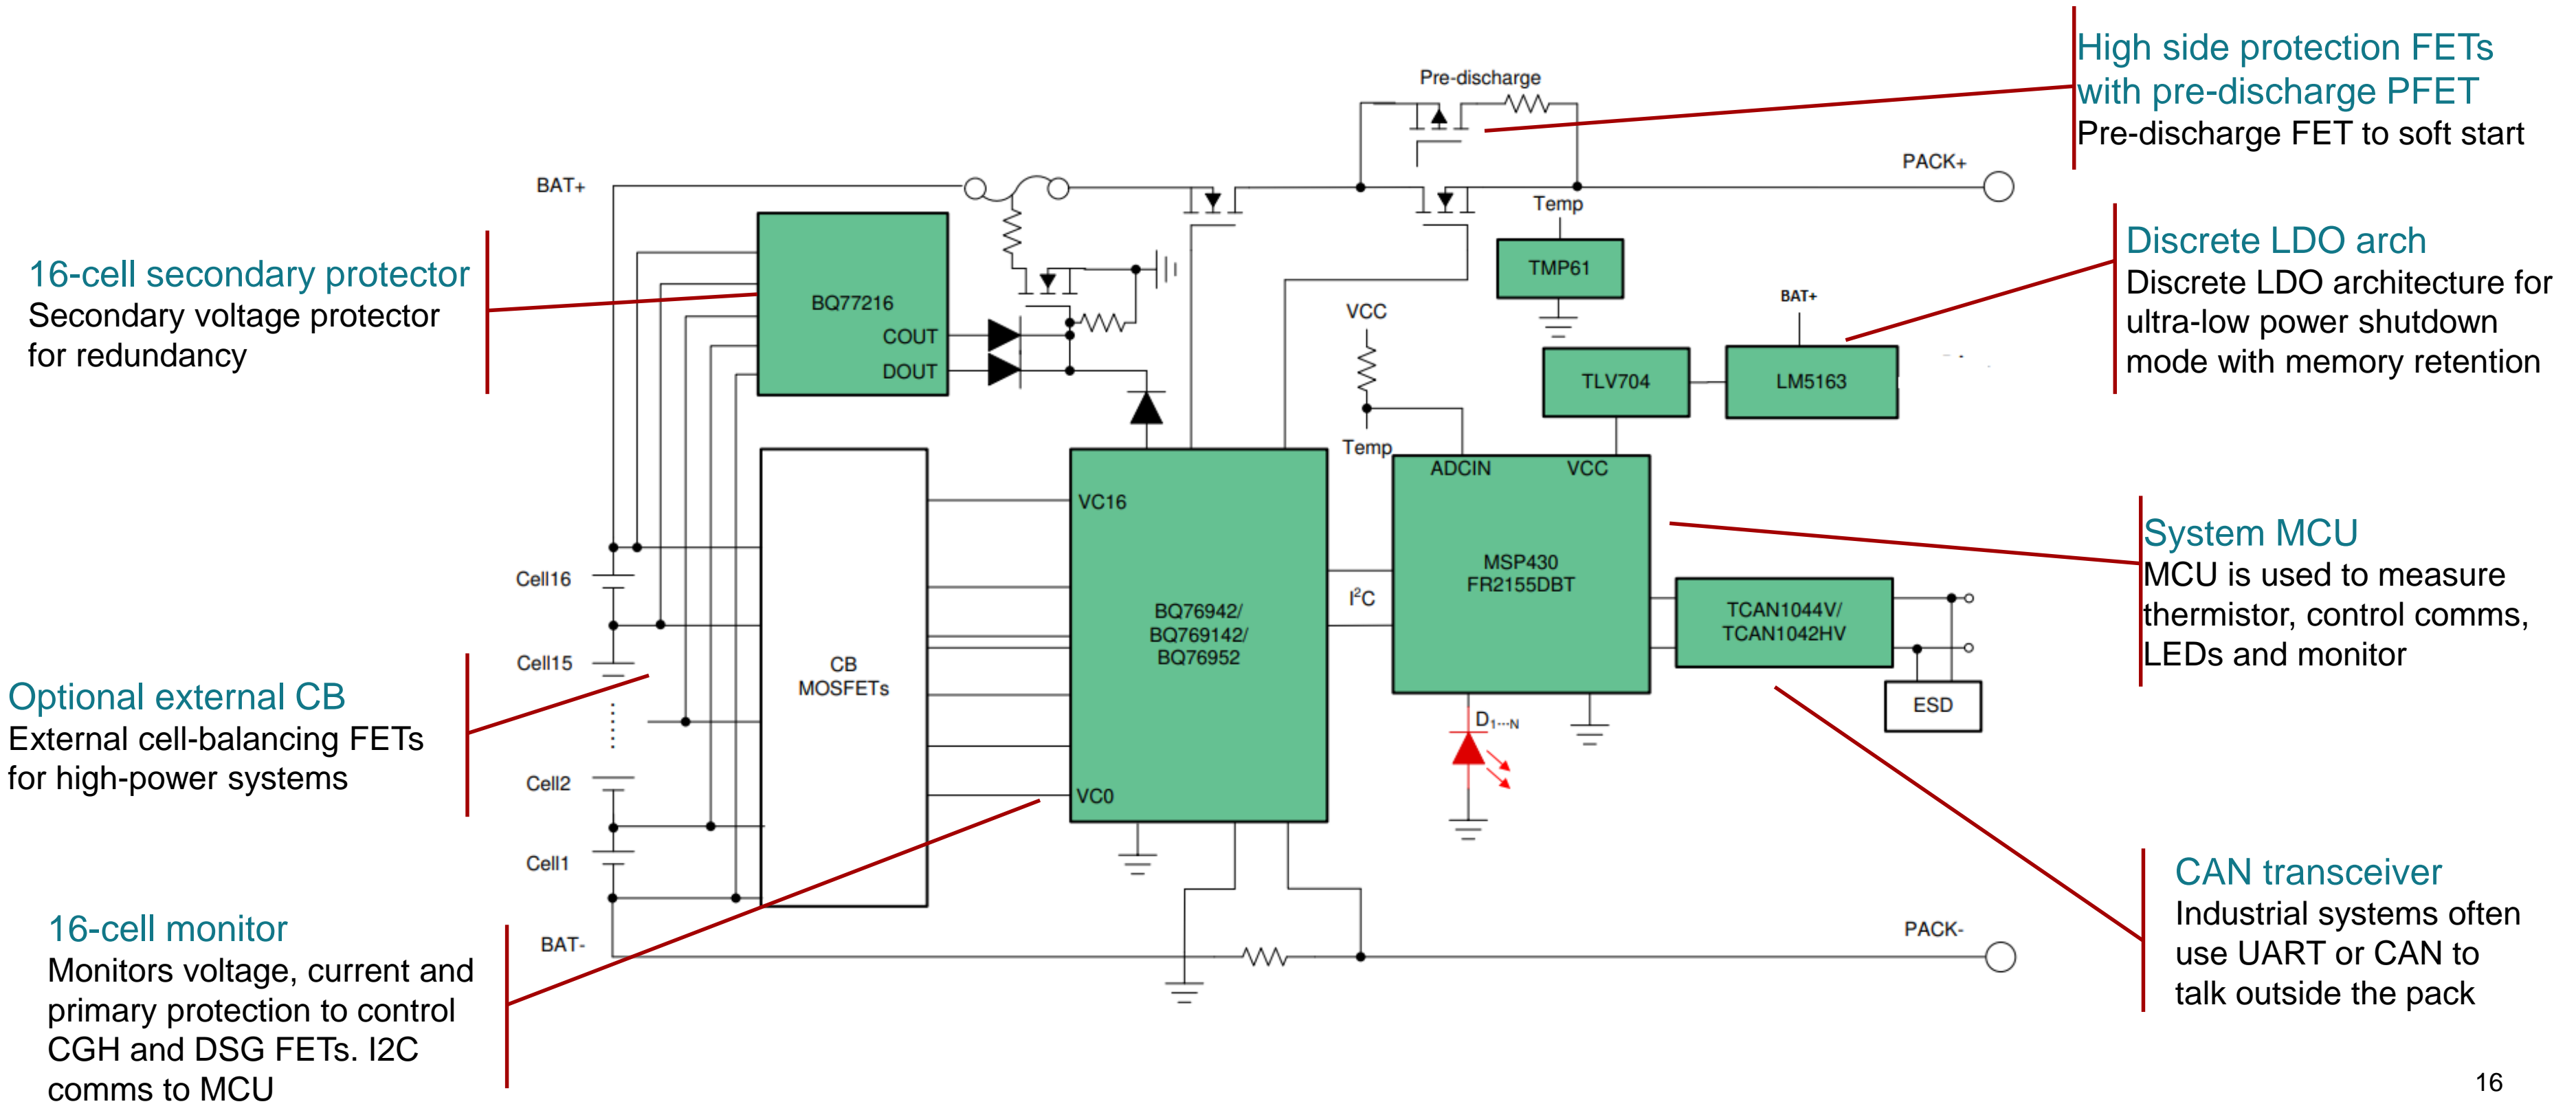 High side protection FETs
with pre-discharge PFET
Pre-discharge FET to soft start
Pre-discharge
PACK+
BAT+
Temp
TMP61
Discrete LDO arch
Discrete LDO architecture for
ultra-low power shutdown
mode with memory retention
16-cell secondary protector
Secondary voltage protector
for redundancy
BQ77216
COUT
DOUT
VCC
Temp
BAT+
TLV704
LM5163
ADCIN
VCC
VC16
MSP430
FR2155DBT
I²C
System MCU
MCU is used to measure
thermistor, control comms,
LEDs and monitor
Cell16
Cell15
Cell2
Cell1
CB
MOSFETs
BQ76942/
BQ769142/
BQ76952
VC0
TCAN1044V/
TCAN1042HV
ESD
D1...N
Optional external CB
External cell-balancing FETs
for high-power systems
CAN transceiver
Industrial systems often
use UART or CAN to
talk outside the pack
16-cell monitor
Monitors voltage, current and
primary protection to control
CGH and DSG FETs. I2C
comms to MCU
BAT-
PACK-
16